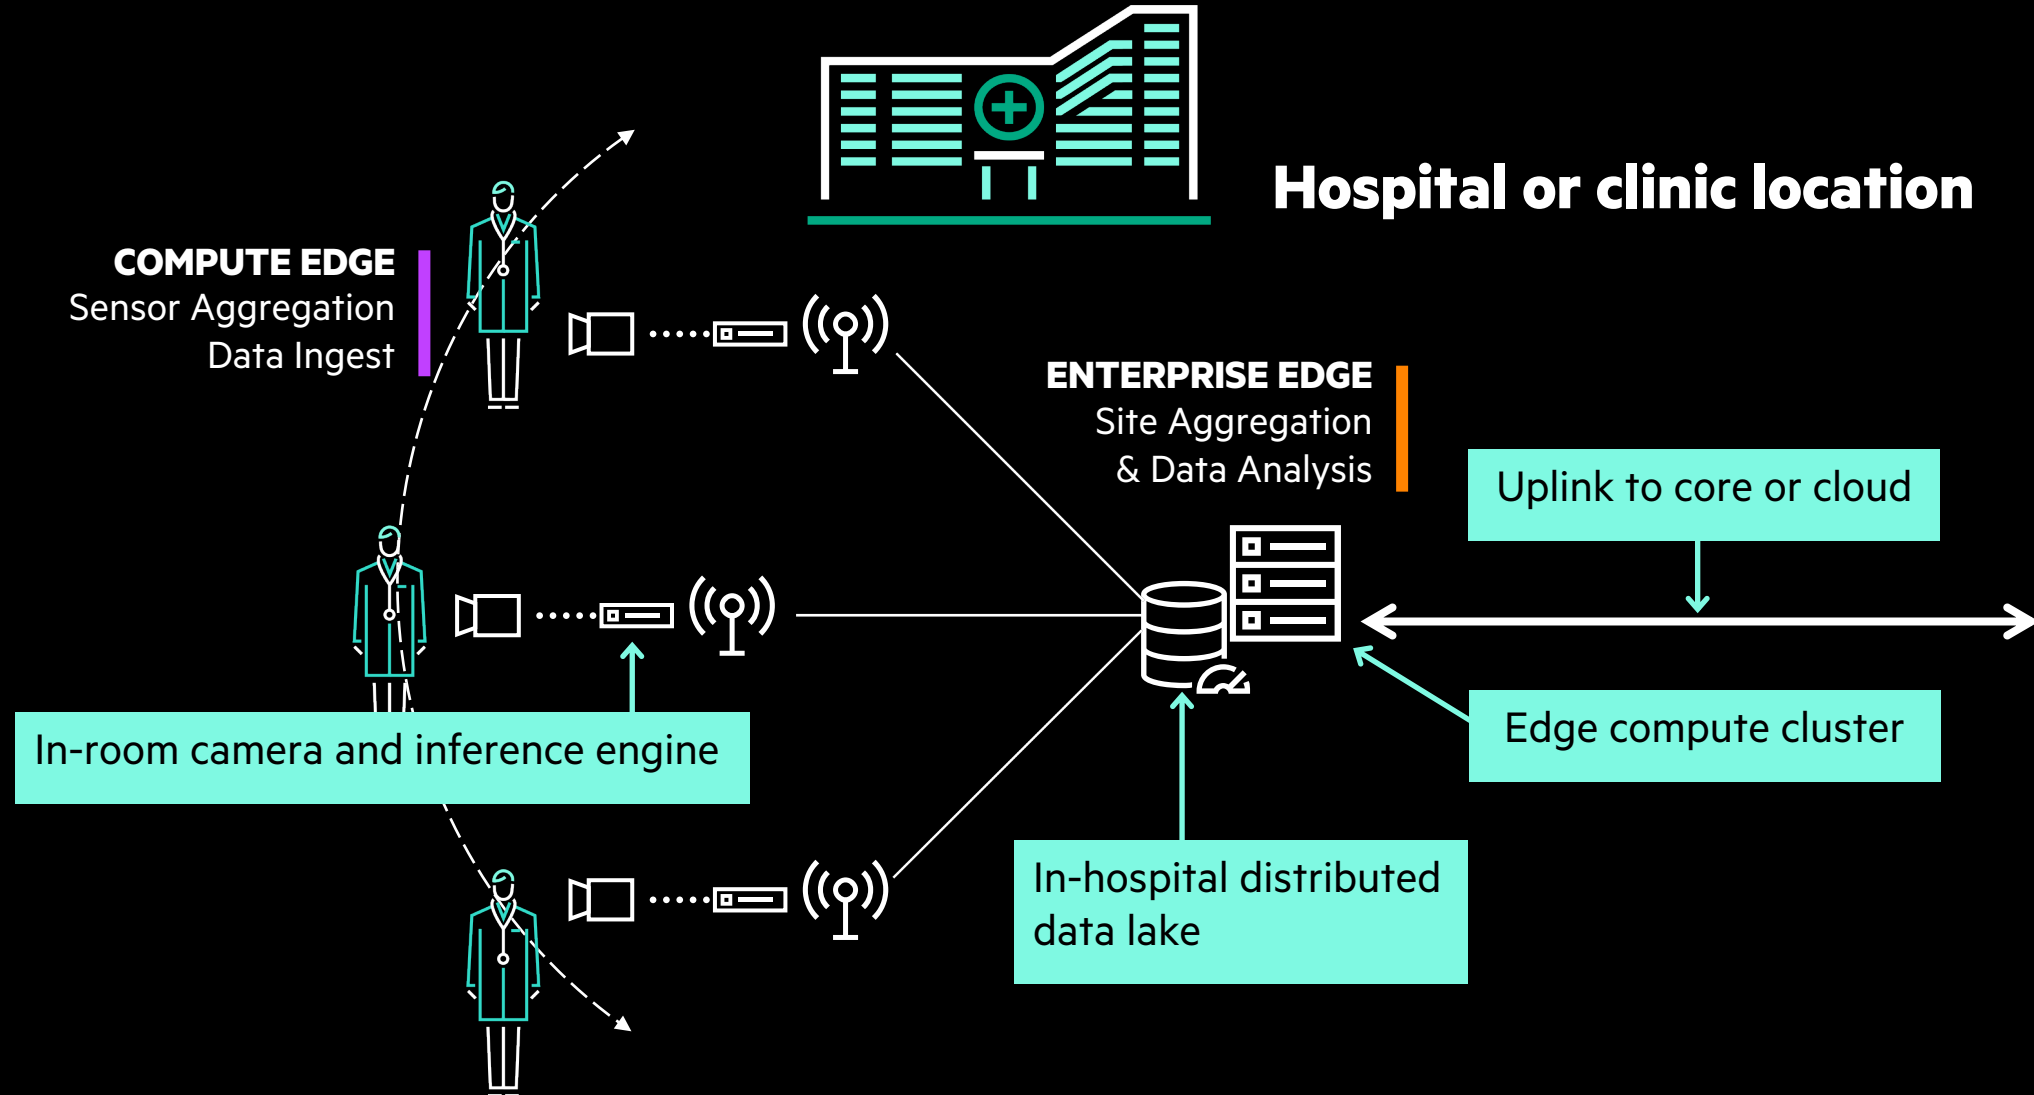 Hospital or clinic location
COMPUTE EDGE
Sensor Aggregation
Data Ingest
ENTERPRISE EDGE
Site Aggregation
& Data Analysis
Uplink to core or cloud
In-room camera and inference engine
Edge compute cluster
In-hospital distributed
data lake